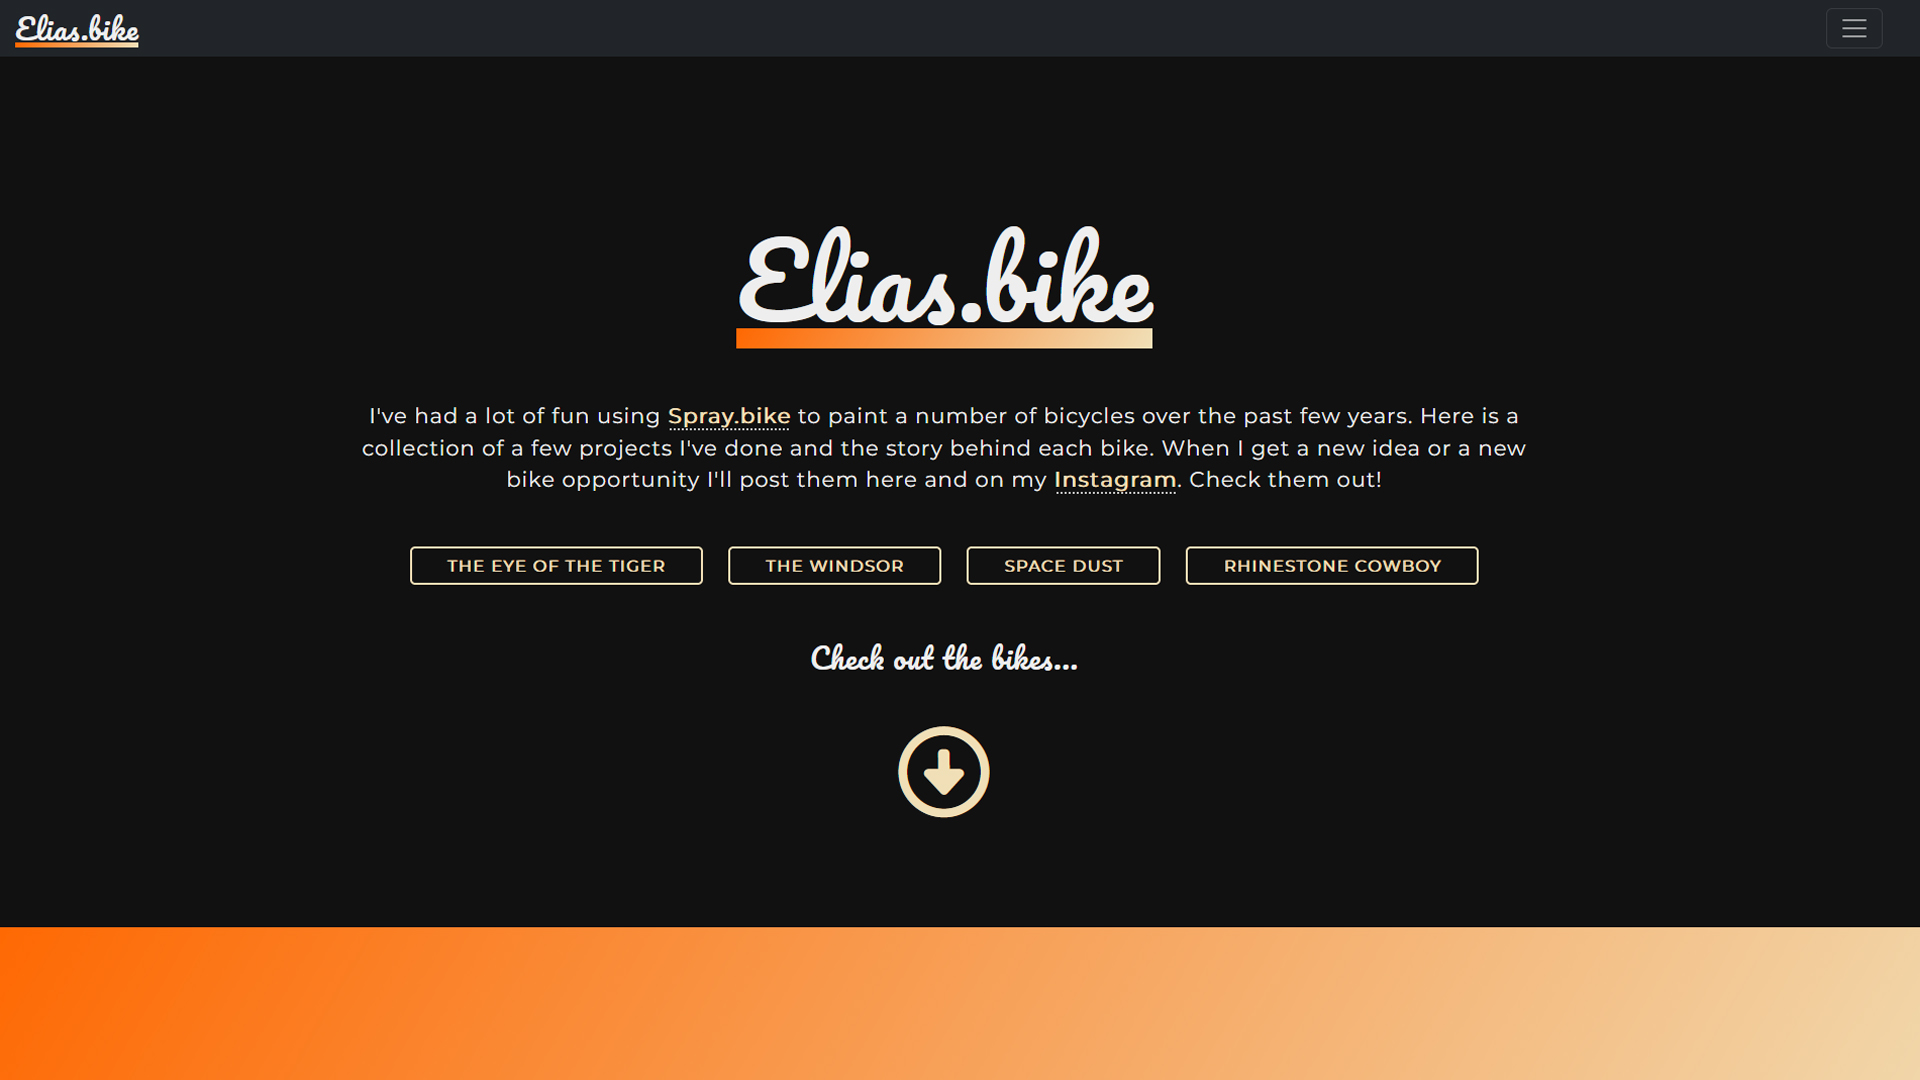 Elias.bike
Elias.bike
I've had a lot of fun using Spray.bike to paint a number of bicycles over the past few years. Here is a
collection of a few projects I've done and the story behind each bike. When I get a new idea or a new
bike opportunity I'll post them here and on my Instagram. Check them out!
THE EYE OF THE TIGER
THE WINDSOR
SPACE DUST
RHINESTONE COWBOY
Check out the bikes...